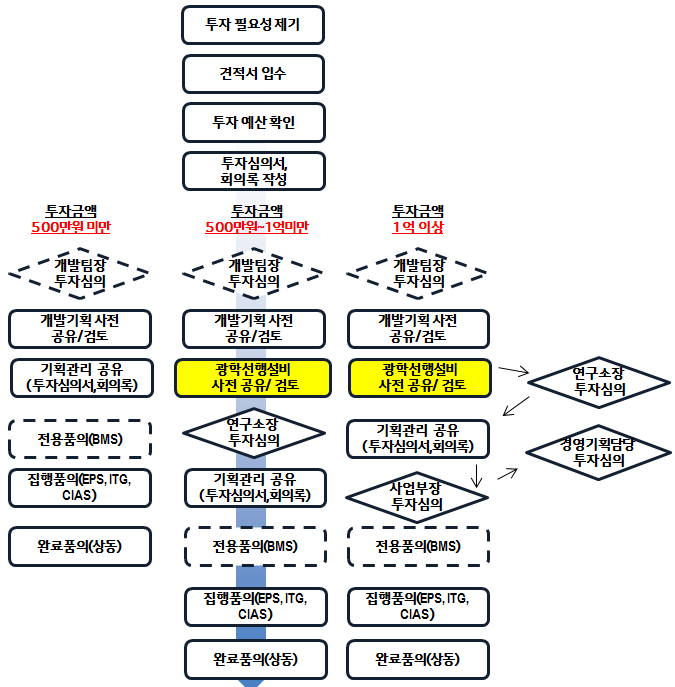 투자 필요성 제기
견적서 입수
투자 예산 확인
투자심의서,
회의록 작성
투자금액
500만원 미만
개발팀장
투자심의
개발기획 사전
공유/검토
기획관리 공유
(투자심의서,회의록)
전용품의(BMS)
집행품의(EPS, ITG,
CIAS)
완료품의(상동)
투자금액
500만원~1억미만
개발팀장
투자심의
개발기획 사전
공유/검토
광학선행설비
사전 공유/ 검토
연구소장
투자심의
기획관리 공유
(투자심의서,회의록)
전용품의(BMS)
집행품의(EPS, ITG,
CIAS)
완료품의(상동)
투자금액
1억 이상
개발팀장
투자심의
개발기획 사전
공유/검토
광학선행설비
사전 공유/ 검토
연구소장
투자심의
기획관리 공유
(투자심의서,회의록)
사업부장
투자심의
경영기획담당
투자심의
전용품의(BMS)
집행품의(EPS, ITG,
CIAS)
완료품의(상동)